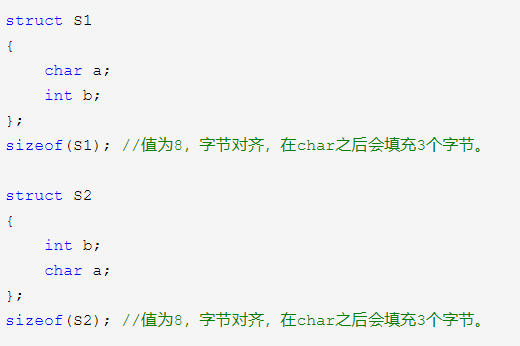 struct S1
{
    char a;
    int b;
};
sizeof(S1); //值为8, 字节对齐, 在char之后会填充3个字节。
struct S2
{
    int b;
    char a;
};
sizeof(S2); //值为8, 字节对齐, 在char之后会填充3个字节。